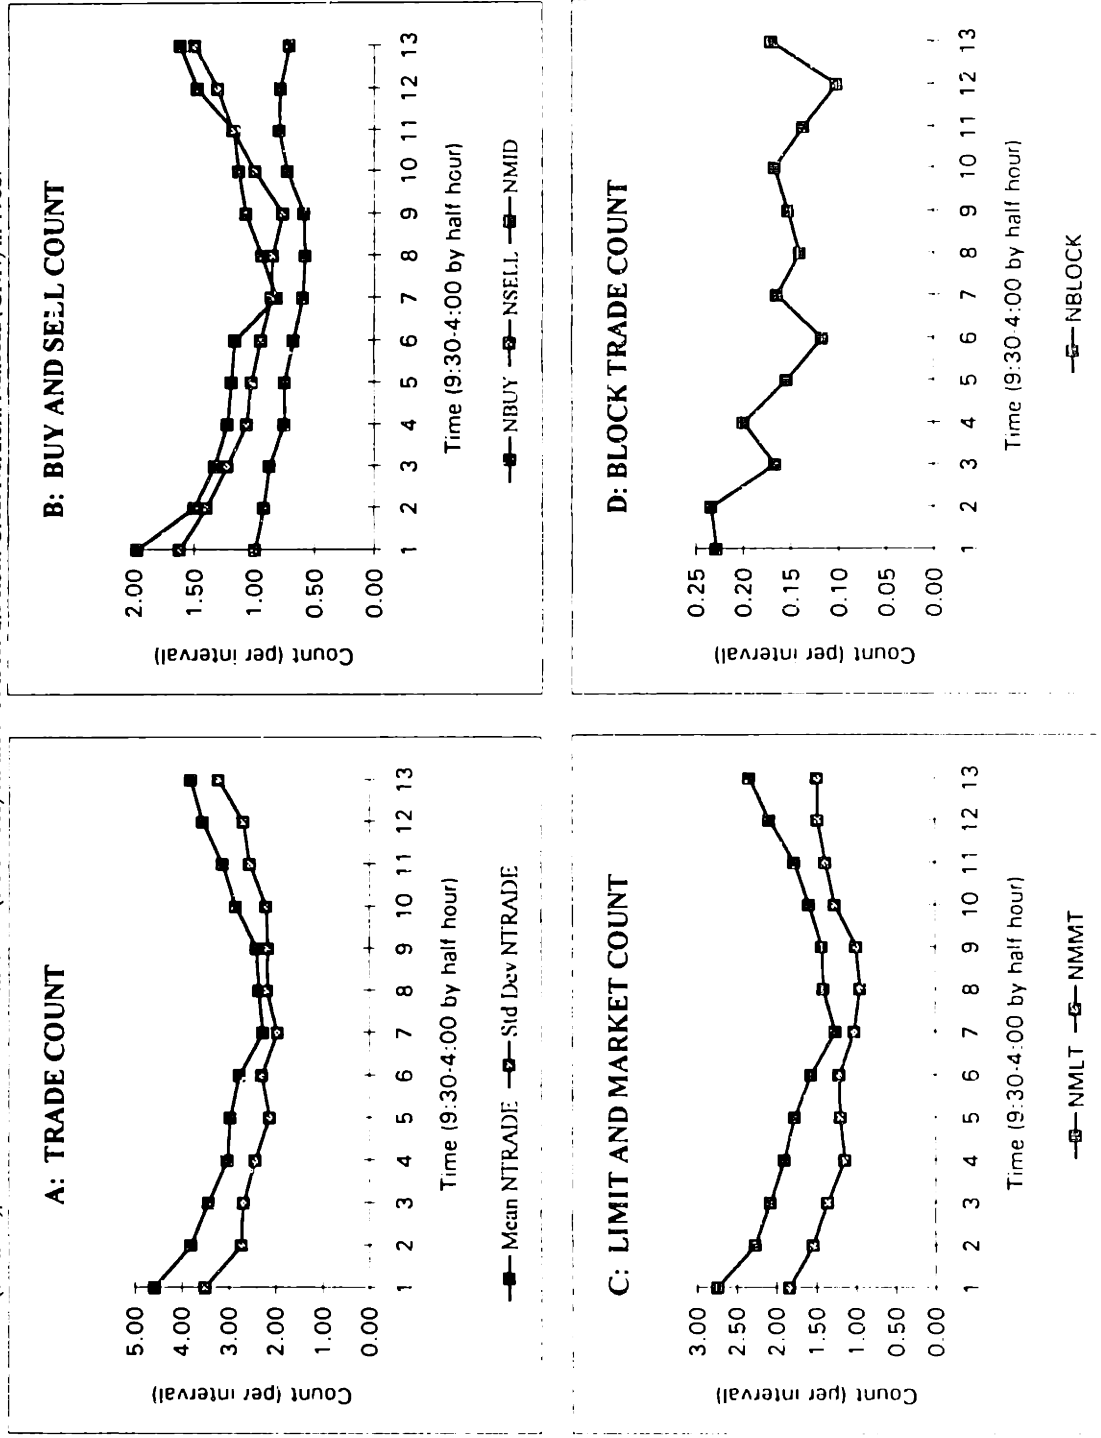 A: TRADE COUNT
Count (per interval)
5.00
4.00
3.00
2.00
1.00
0.00
1 2 3 4 5 6 7 8 9 10 11 12 13
Time (9:30-4:00 by half hour)
Mean NTRADE Std Dev NTRADE
B: BUY AND SELL COUNT
Count (per interval)
2.00
1.50
1.00
0.50
0.00
1 2 3 4 5 6 7 8 9 10 11 12 13
Time (9:30-4:00 by half hour)
NBUY NSELL NMID
C: LIMIT AND MARKET COUNT
Count (per interval)
3.00
2.50
2.00
1.50
1.00
0.50
0.00
1 2 3 4 5 6 7 8 9 10 11 12 13
Time (9:30-4:00 by half hour)
NMLT NMMT
D: BLOCK TRADE COUNT
Count (per interval)
0.25
0.20
0.15
0.10
0.05
0.00
1 2 3 4 5 6 7 8 9 10 11 12 13
Time (9:30-4:00 by half hour)
NBLOCK